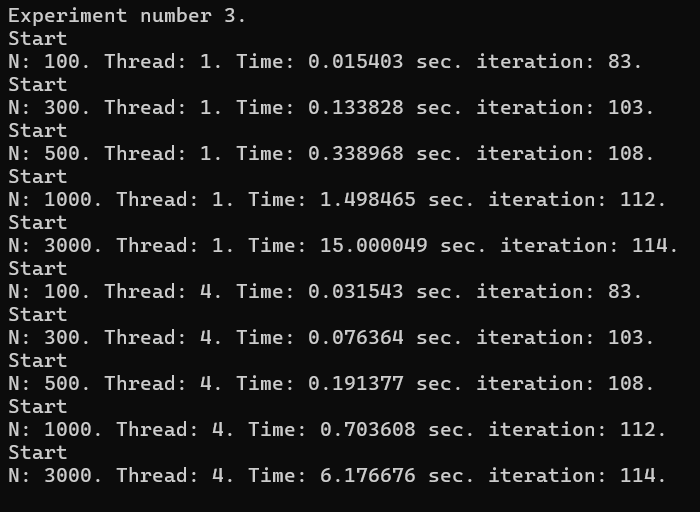 Experiment number 3.
Start
N: 100. Thread: 1. Time: 0.015403 sec. iteration: 83.
Start
N: 300. Thread: 1. Time: 0.133828 sec. iteration: 103.
Start
N: 500. Thread: 1. Time: 0.338968 sec. iteration: 108.
Start
N: 1000. Thread: 1. Time: 1.498465 sec. iteration: 112.
Start
N: 3000. Thread: 1. Time: 15.000049 sec. iteration: 114.
Start
N: 100. Thread: 4. Time: 0.031543 sec. iteration: 83.
Start
N: 300. Thread: 4. Time: 0.076364 sec. iteration: 103.
Start
N: 500. Thread: 4. Time: 0.191377 sec. iteration: 108.
Start
N: 1000. Thread: 4. Time: 0.703608 sec. iteration: 112.
Start
N: 3000. Thread: 4. Time: 6.176676 sec. iteration: 114.